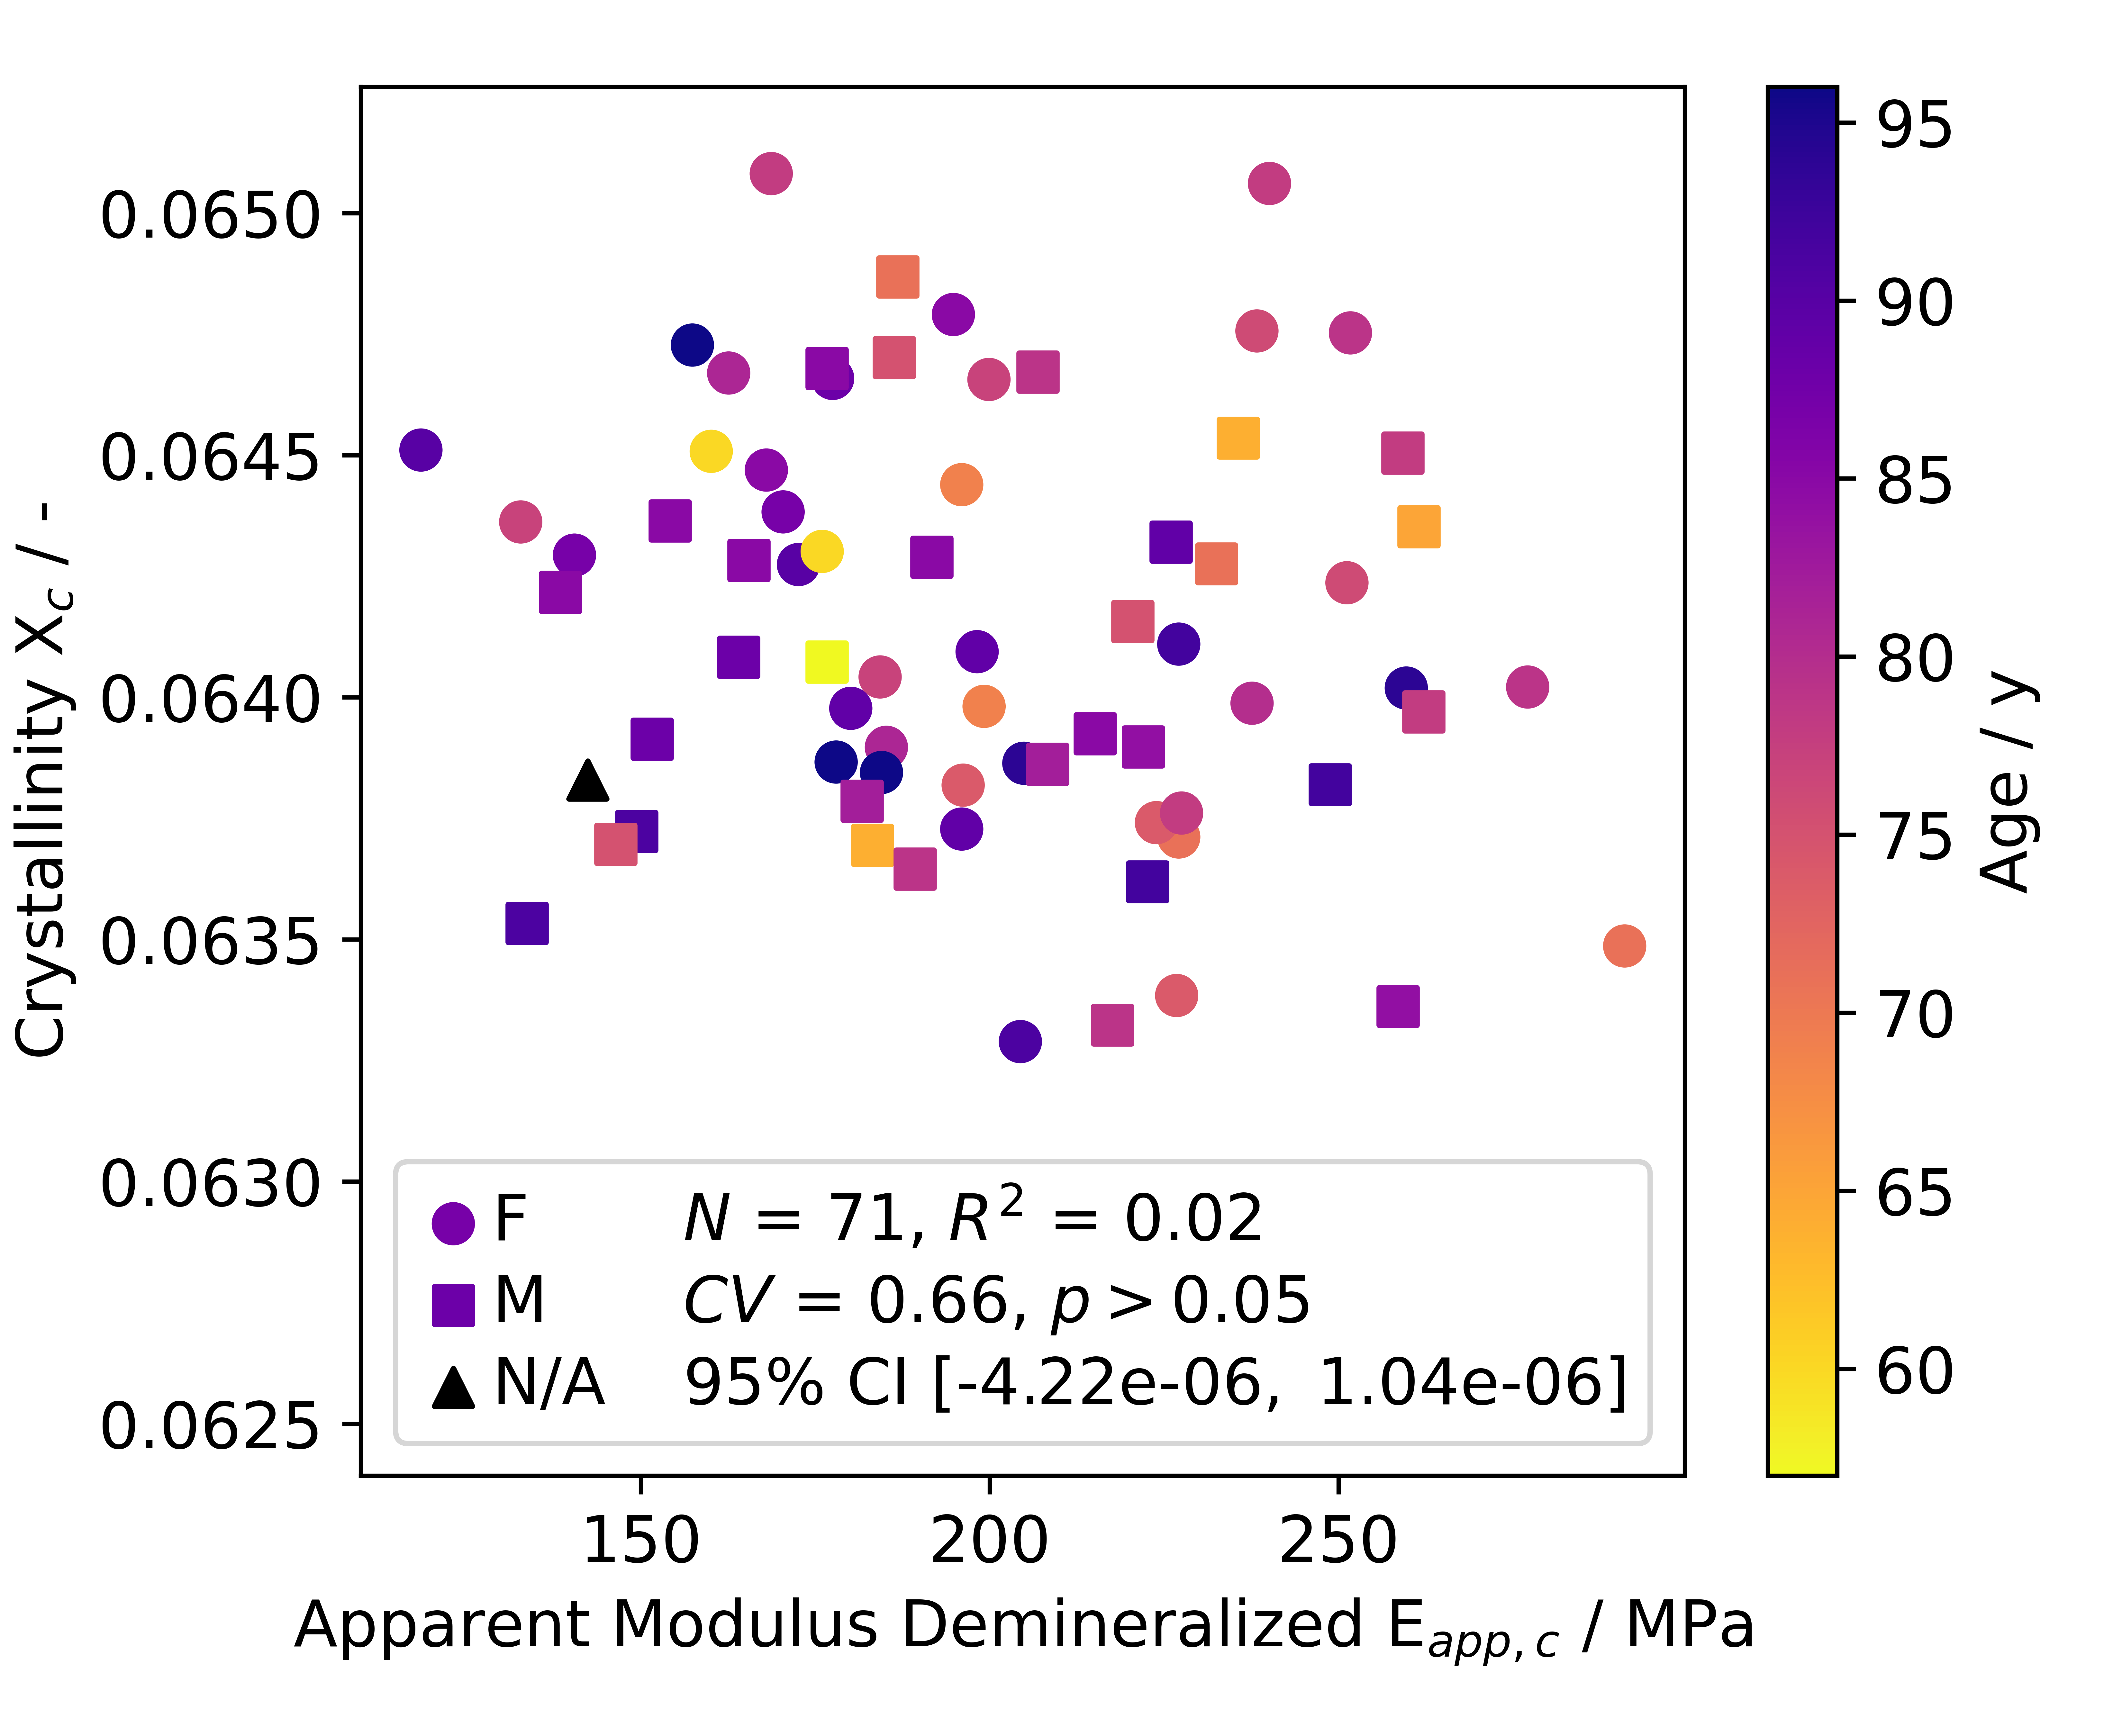 Crystallinity X_c / -
0.0650
0.0645
0.0640
0.0635
0.0630
0.0625
F N = 71, R² = 0.02
M CV = 0.66, p > 0.05
N/A 95% CI [-4.22e-06, 1.04e-06]
150 200 250
Apparent Modulus Demineralized E_app,c / MPa
95
90
85
80
75
70
65
60
Age / y